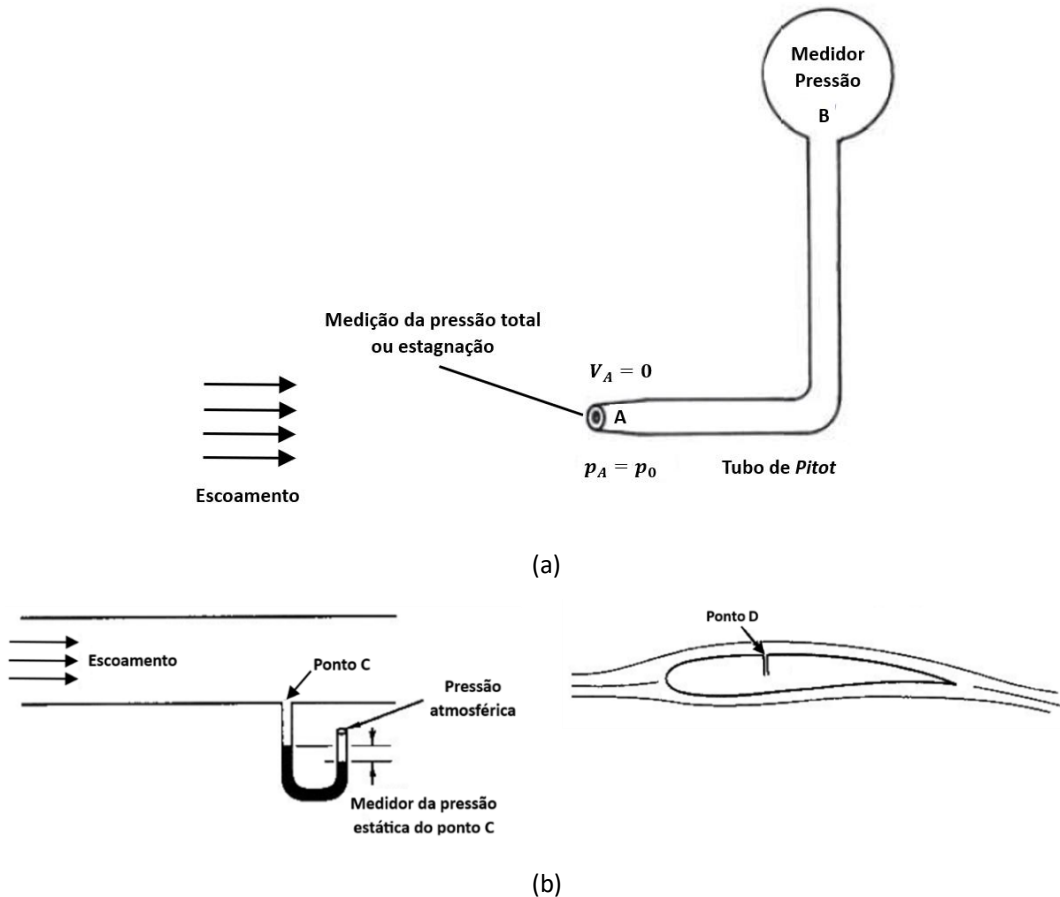 Medidor
Pressão
B
Medição da pressão total
ou estagnação
V_A = 0
A
p_A = p_0
Tubo de Pitot
Escoamento
(a)
Ponto D
Escoamento
Ponto C
Pressão
atmosférica
Medidor da pressão
estática do ponto C
(b)